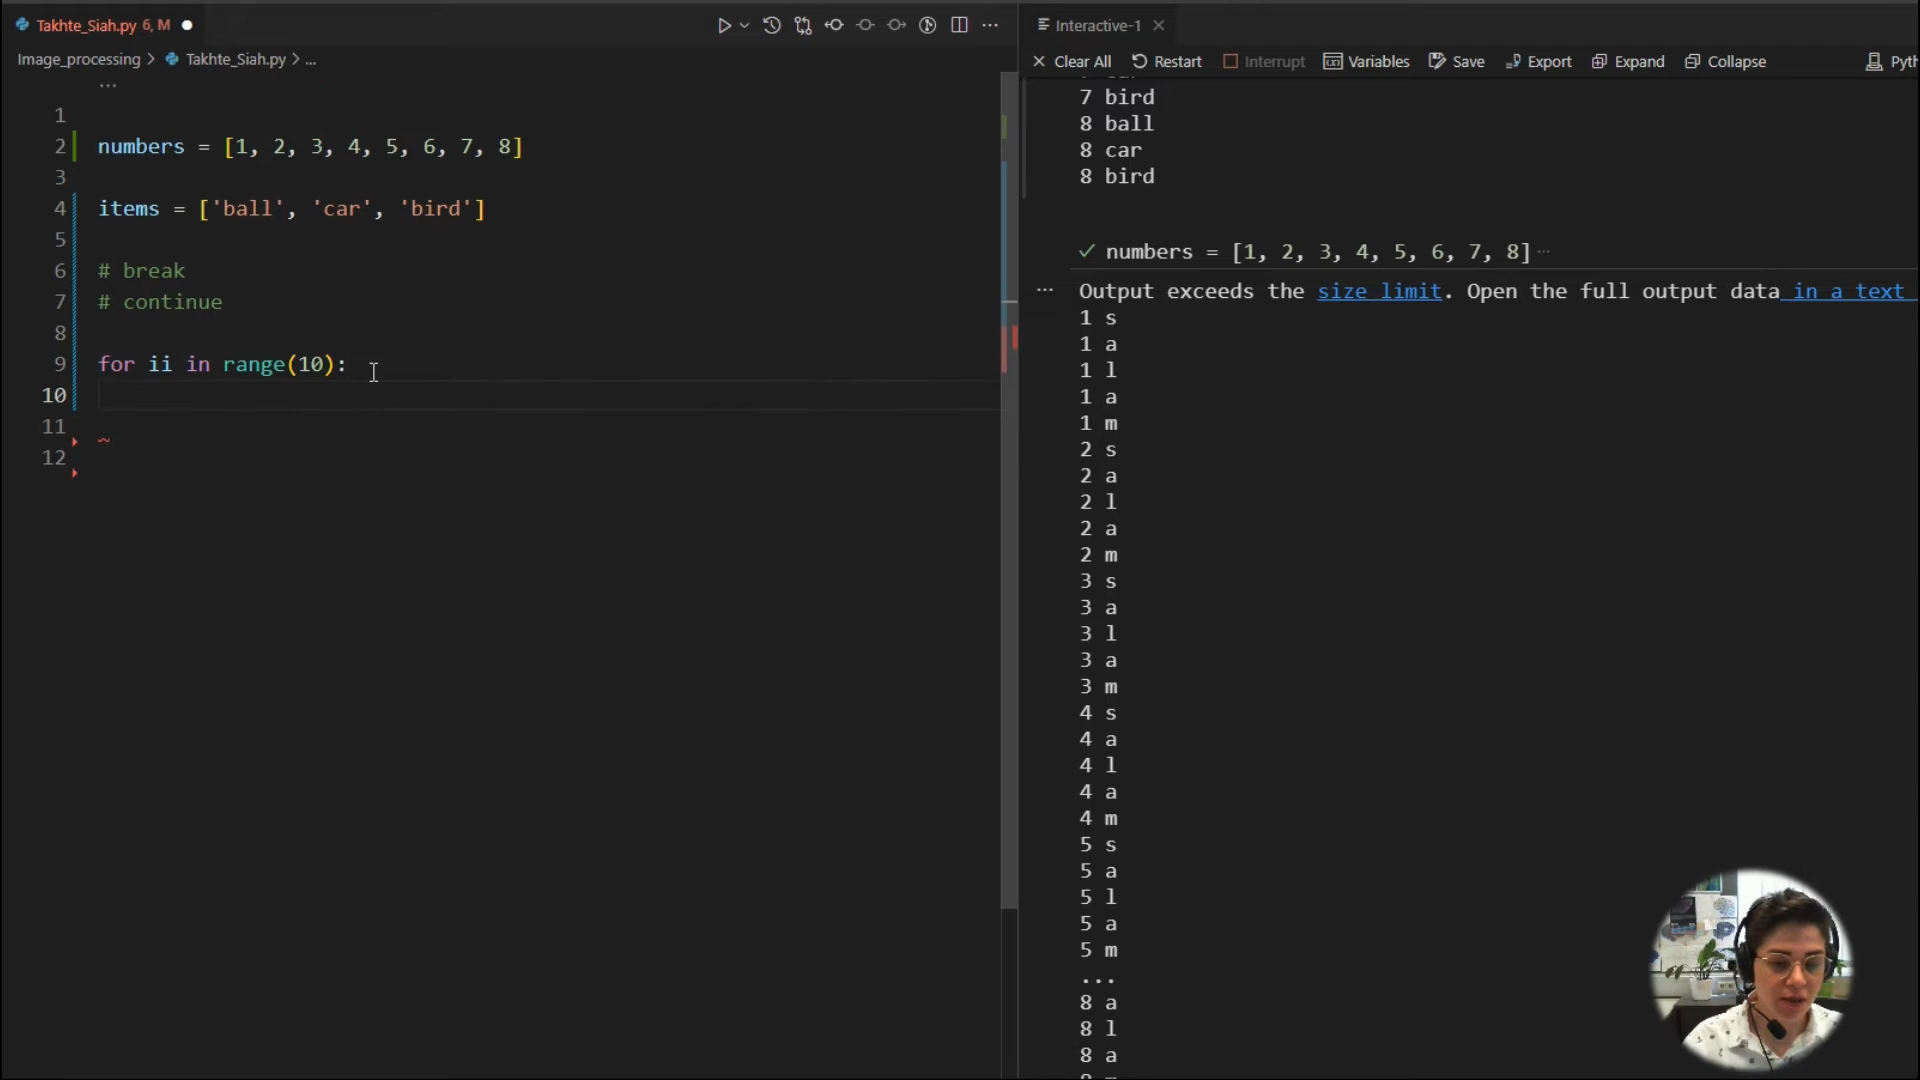 Takhte_Siah.py 6, M
Image_processing > Takhte_Siah.py > ...
...
1
2 numbers = [1, 2, 3, 4, 5, 6, 7, 8]
3
4 items = ['ball', 'car', 'bird']
5
6 # break
7 # continue
8
9 for ii in range(10):
10
11
12
Interactive-1
Clear All Restart Interrupt Variables Save Export Expand Collapse
7 bird
8 ball
8 car
8 bird
numbers = [1, 2, 3, 4, 5, 6, 7, 8] ...
... Output exceeds the size limit. Open the full output data in a text
1 s
1 a
1 l
1 a
1 m
2 s
2 a
2 l
2 a
2 m
3 s
3 a
3 l
3 a
3 m
4 s
4 a
4 l
4 a
4 m
5 s
5 a
5 l
5 a
5 m
...
8 a
8 l
8 a